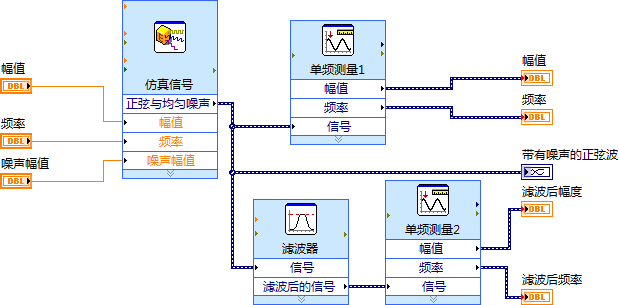 幅值
DBL
频率
DBL
噪声幅值
DBL
仿真信号
正弦与均匀噪声
幅值
频率
噪声幅值
单频测量1
幅值
频率
信号
幅值
DBL
频率
DBL
带有噪声的正弦波
滤波器
信号
滤波后的信号
单频测量2
幅值
频率
信号
滤波后幅度
DBL
滤波后频率
DBL